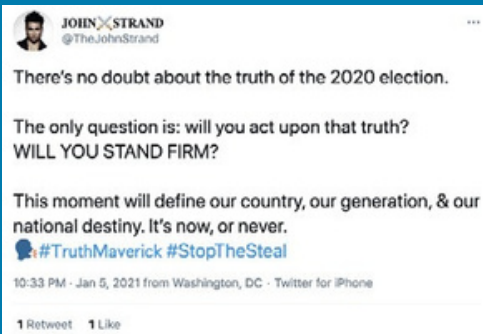 JOHN STRAND
@TheJohnStrand
There's no doubt about the truth of the 2020 election.
The only question is: will you act upon that truth?
WILL YOU STAND FIRM?
This moment will define our country, our generation, & our
national destiny. It's now, or never.
#TruthMaverick #StopTheSteal
10:33 PM · Jan 5, 2021 from Washington, DC · Twitter for iPhone
1 Retweet 1 Like